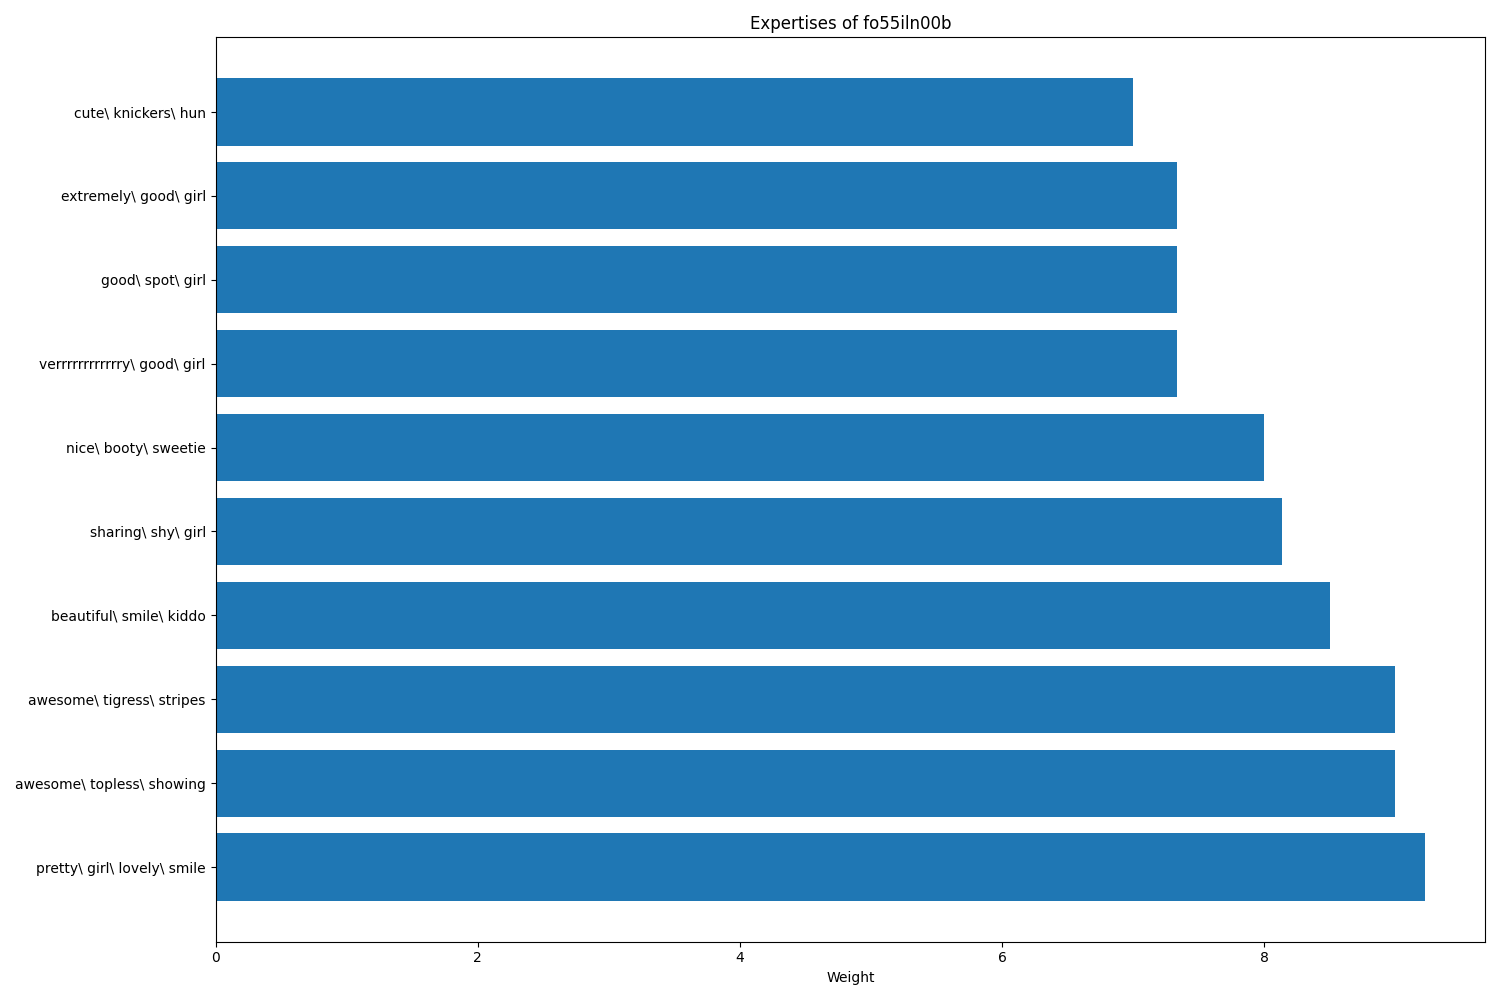 Expertises of fo55iln00b
cute\ knickers\ hun
extremely\ good\ girl
good\ spot\ girl
verrrrrrrrrrrry\ good\ girl
nice\ booty\ sweetie
sharing\ shy\ girl
beautiful\ smile\ kiddo
awesome\ tigress\ stripes
awesome\ topless\ showing
pretty\ girl\ lovely\ smile
0 2 4 6 8
Weight